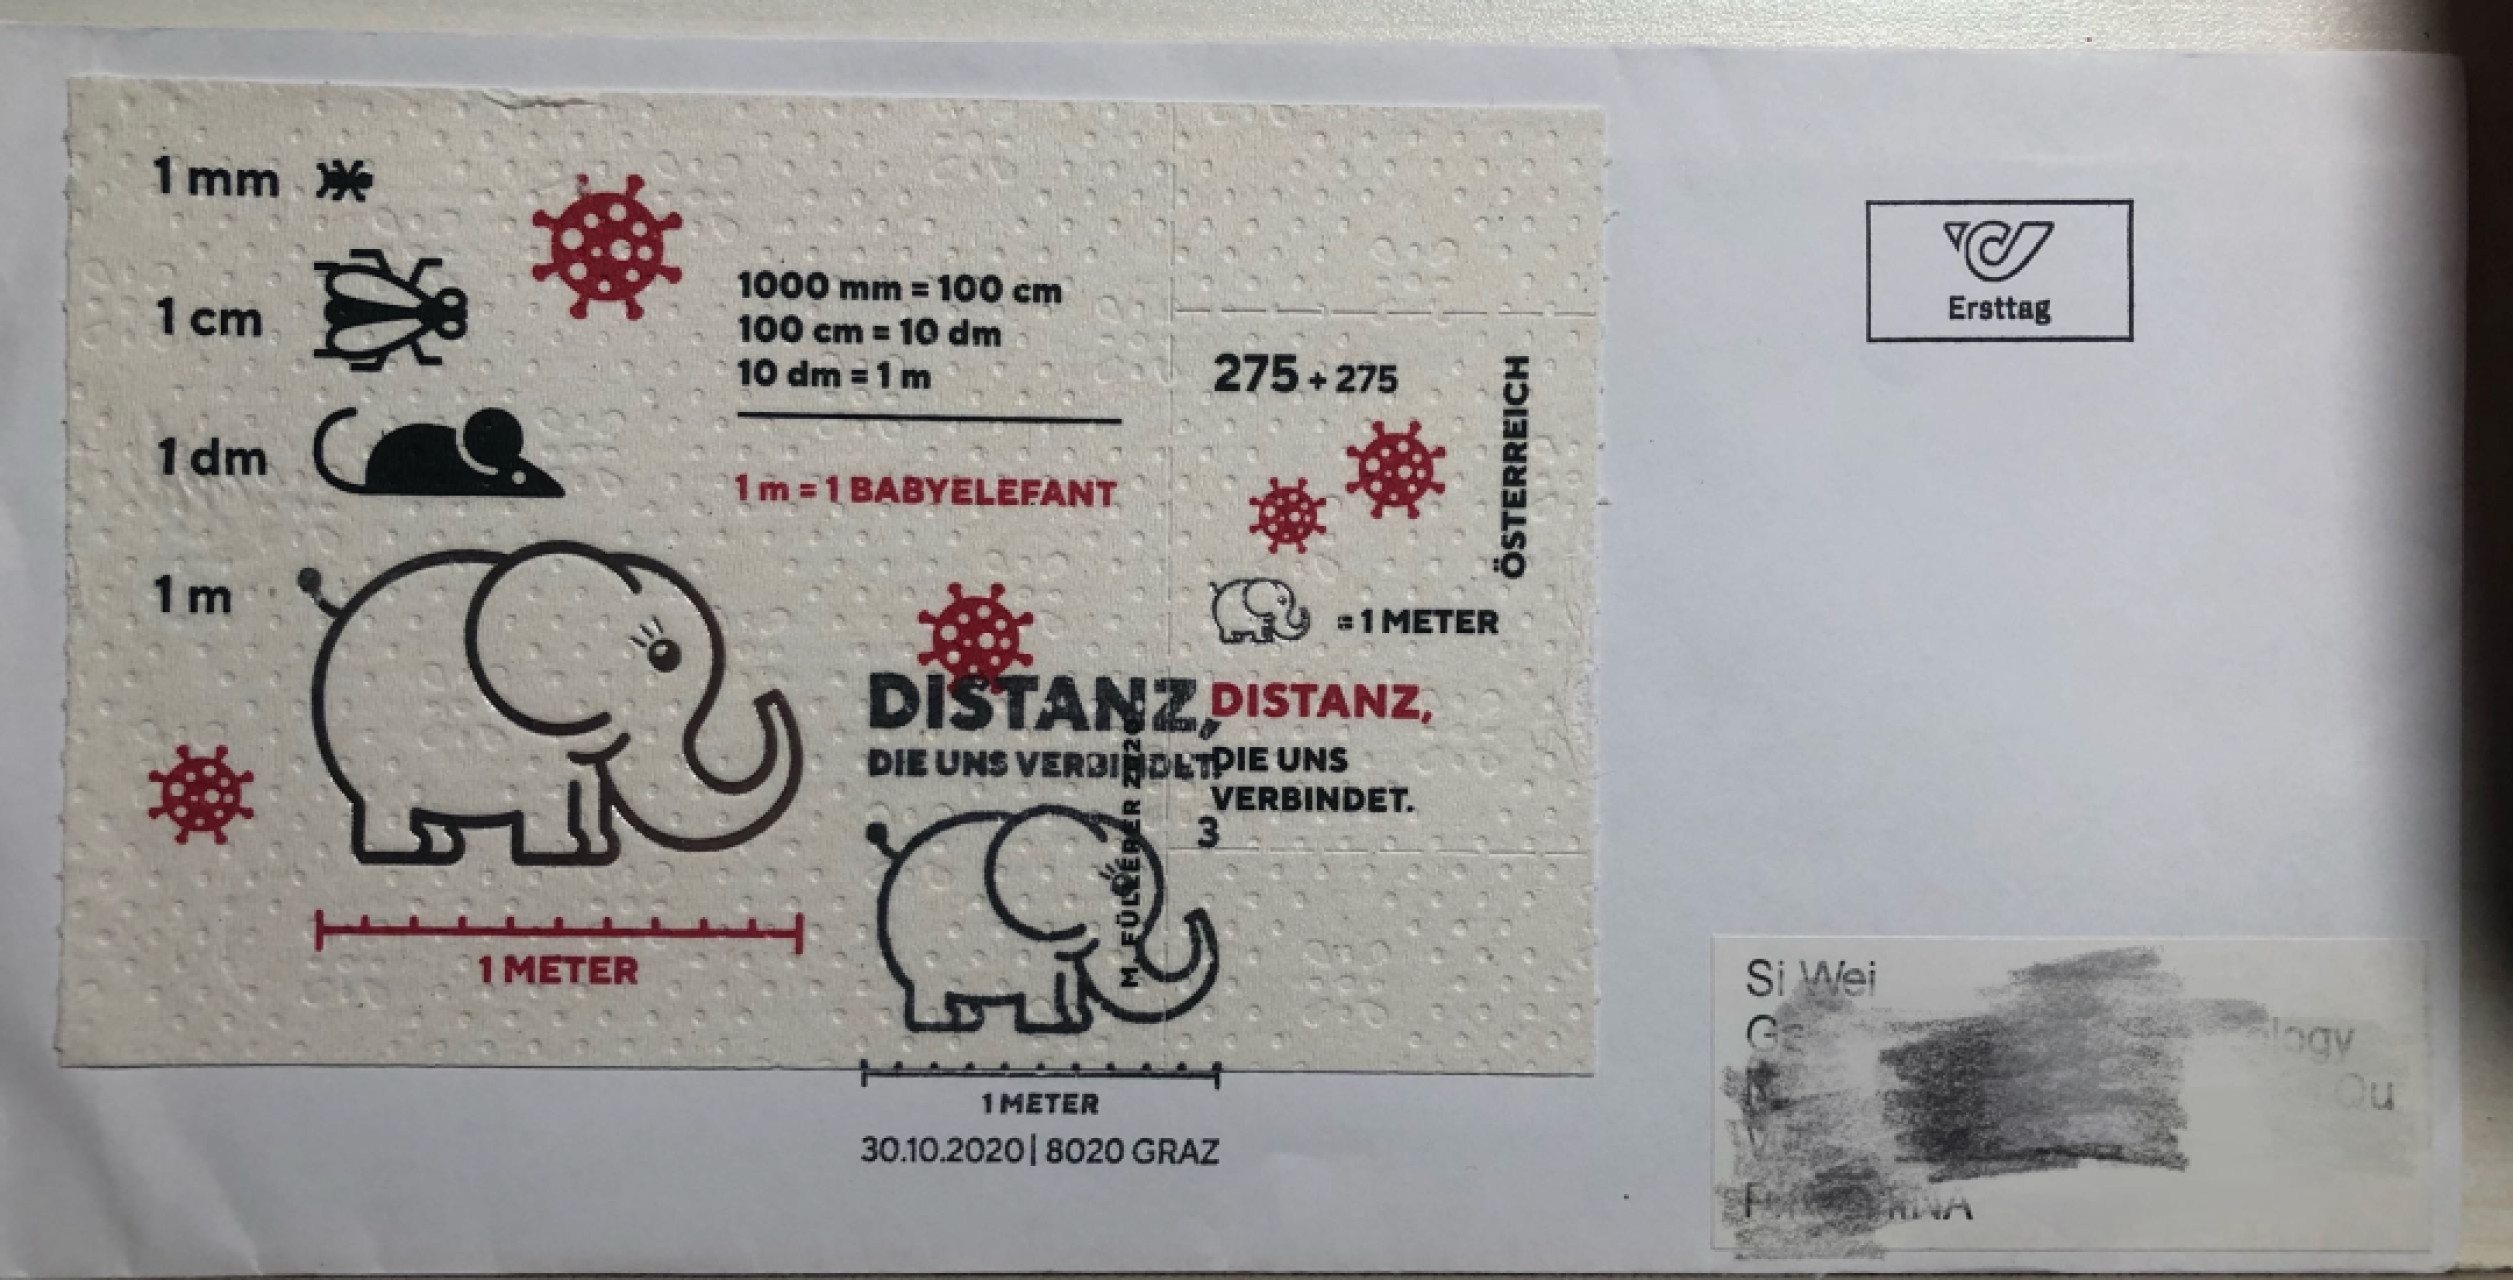 1 mm
1 cm
1 dm
1 m
1 METER
1000 mm = 100 cm
100 cm = 10 dm
10 dm = 1 m
1 m = 1 BABYELEFANT
275 + 275
ÖSTERREICH
= 1 METER
DISTANZ,
DIE UNS
VERBINDET.
DISTANZ,
DIE UNS VERBINDET.
3
1 METER
30.10.2020 | 8020 GRAZ
Ersttag
Si Wei